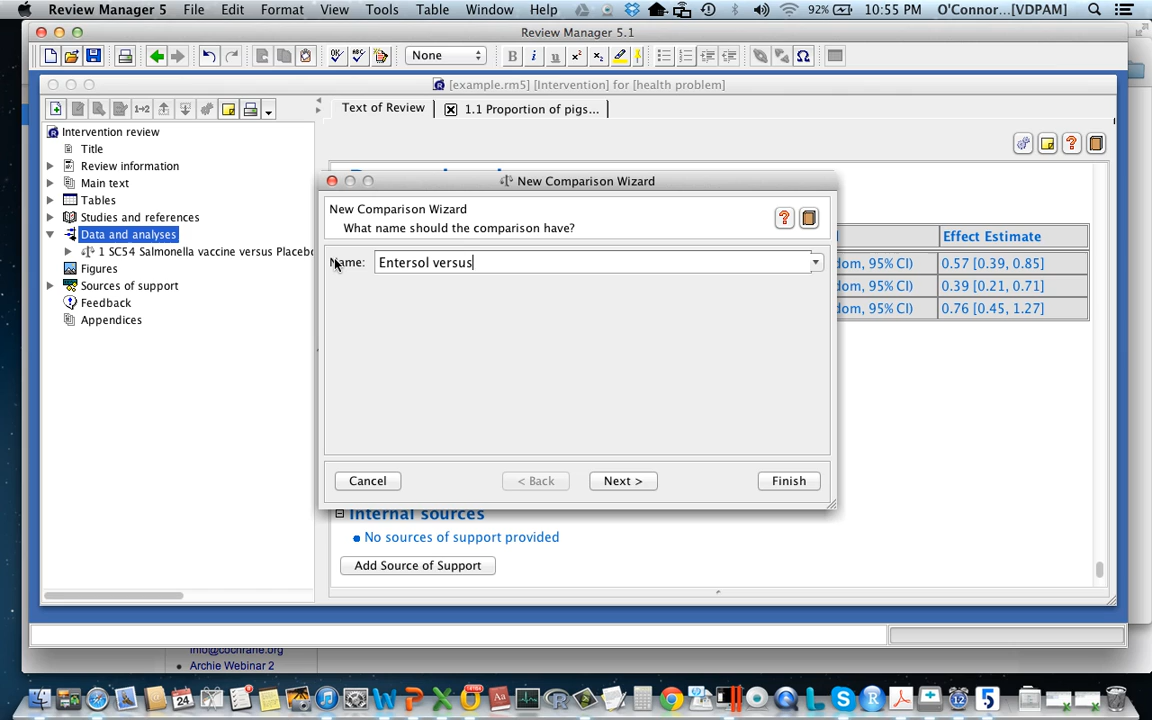 Review Manager 5 File Edit Format View Tools Table Window Help 92% 10:55 PM O'Connor...[VDPAM]
Review Manager 5.1
None B i u
[example.rm5] [Intervention] for [health problem]
Text of Review 1.1 Proportion of pigs...
Intervention review
Title
Review information
Main text
Tables
Studies and references
Data and analyses
1 SC54 Salmonella vaccine versus Placebo
Figures
Sources of support
Feedback
Appendices
New Comparison Wizard
New Comparison Wizard
What name should the comparison have?
Name: Entersol versus
Cancel < Back Next > Finish
Effect Estimate
dom, 95% CI) 0.57 [0.39, 0.85]
dom, 95% CI) 0.39 [0.21, 0.71]
dom, 95% CI) 0.76 [0.45, 1.27]
Internal sources
No sources of support provided
Add Source of Support
info@cochrane.org
Archie Webinar 2